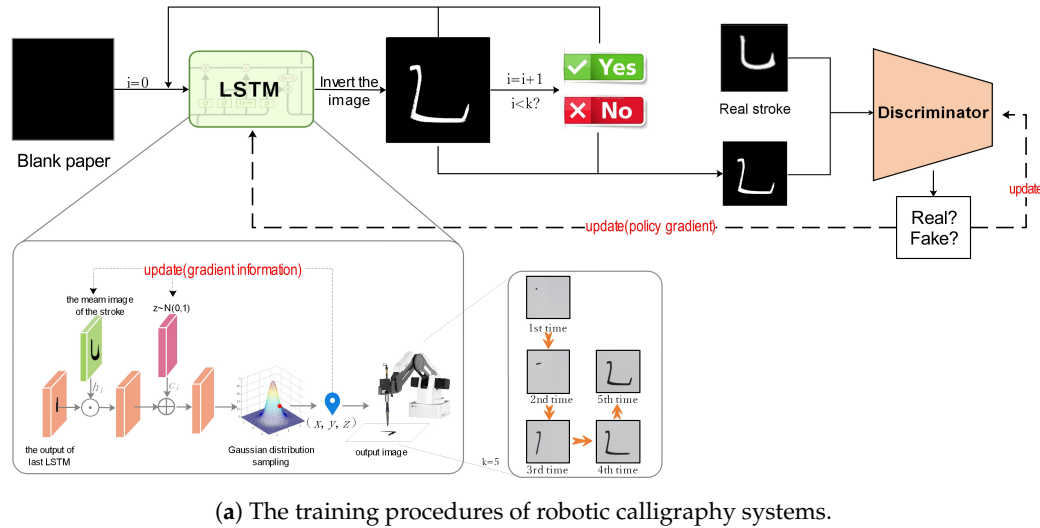 Blank paper
i=0
LSTM
Invert the
image
i=i+1
i<k?
Yes
No
Real stroke
Discriminator
update
Real?
Fake?
update(policy gradient)
update(gradient information)
the meam image
of the stroke
z~N(0,1)
h_i
c_i
the output of
last LSTM
Gaussian distribution
sampling
(x, y, z)
output image
k=5
1st time
2nd time
5th time
3rd time
4th time
(a) The training procedures of robotic calligraphy systems.